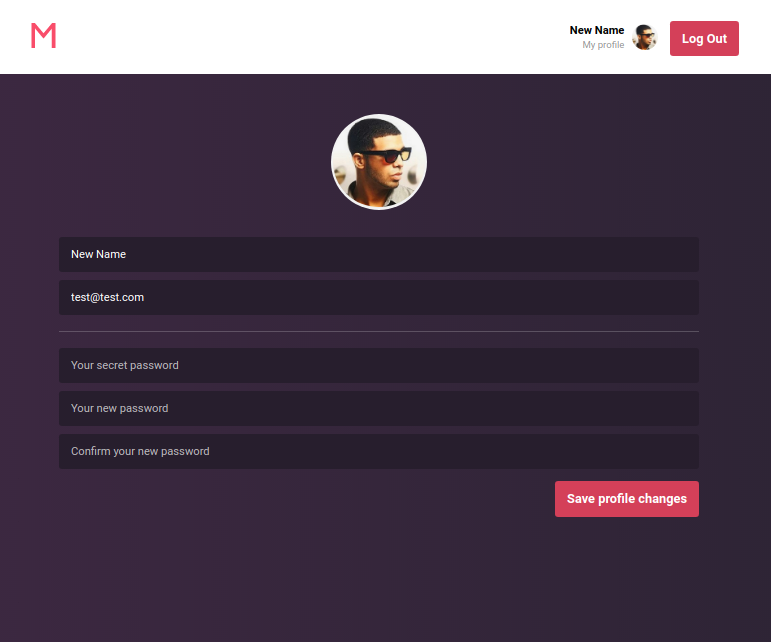 M
New Name
My profile
Log Out
New Name
test@test.com
Your secret password
Your new password
Confirm your new password
Save profile changes